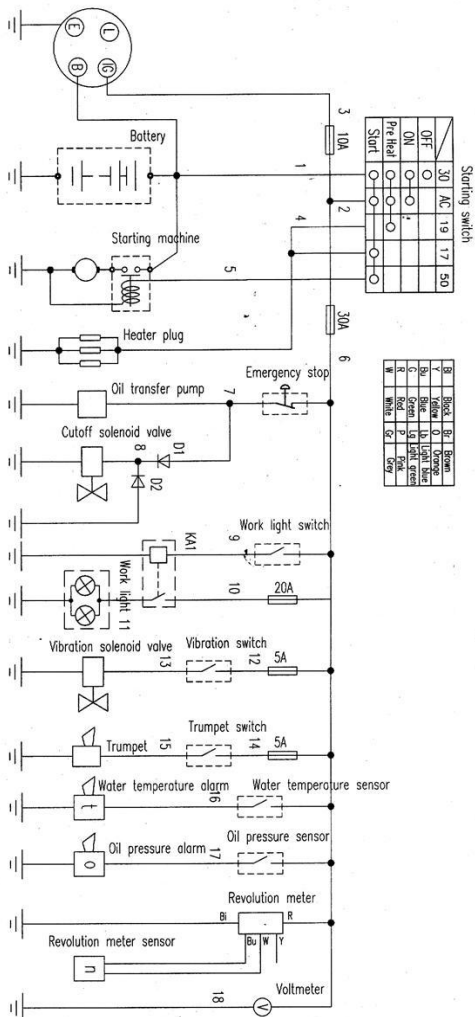 Starting switch
30 AC 19 17 50
OFF
ON
Pre Heat
Start
Bl Black Br Brown
Y Yellow O Orange
Bu Blue Lb Light blue
G Green Lg Light green
R Red P Pink
W White Gr Grey
E
L
B
IG
3
10A
1
2
4
5
30A
6
Battery
Starting machine
Heater plug
Emergency stop
Oil transfer pump
7
Cutoff solenoid valve
8
D1
D2
Work light switch
KA1
9
10
20A
Work light
11
Vibration solenoid valve
Vibration switch
13
12
5A
Trumpet switch
Trumpet
15
14
5A
Water temperature alarm
Water temperature sensor
16
t
Oil pressure alarm
Oil pressure sensor
17
o
Revolution meter
Bl
R
Bu
W
Y
Revolution meter sensor
n
Voltmeter
18
V